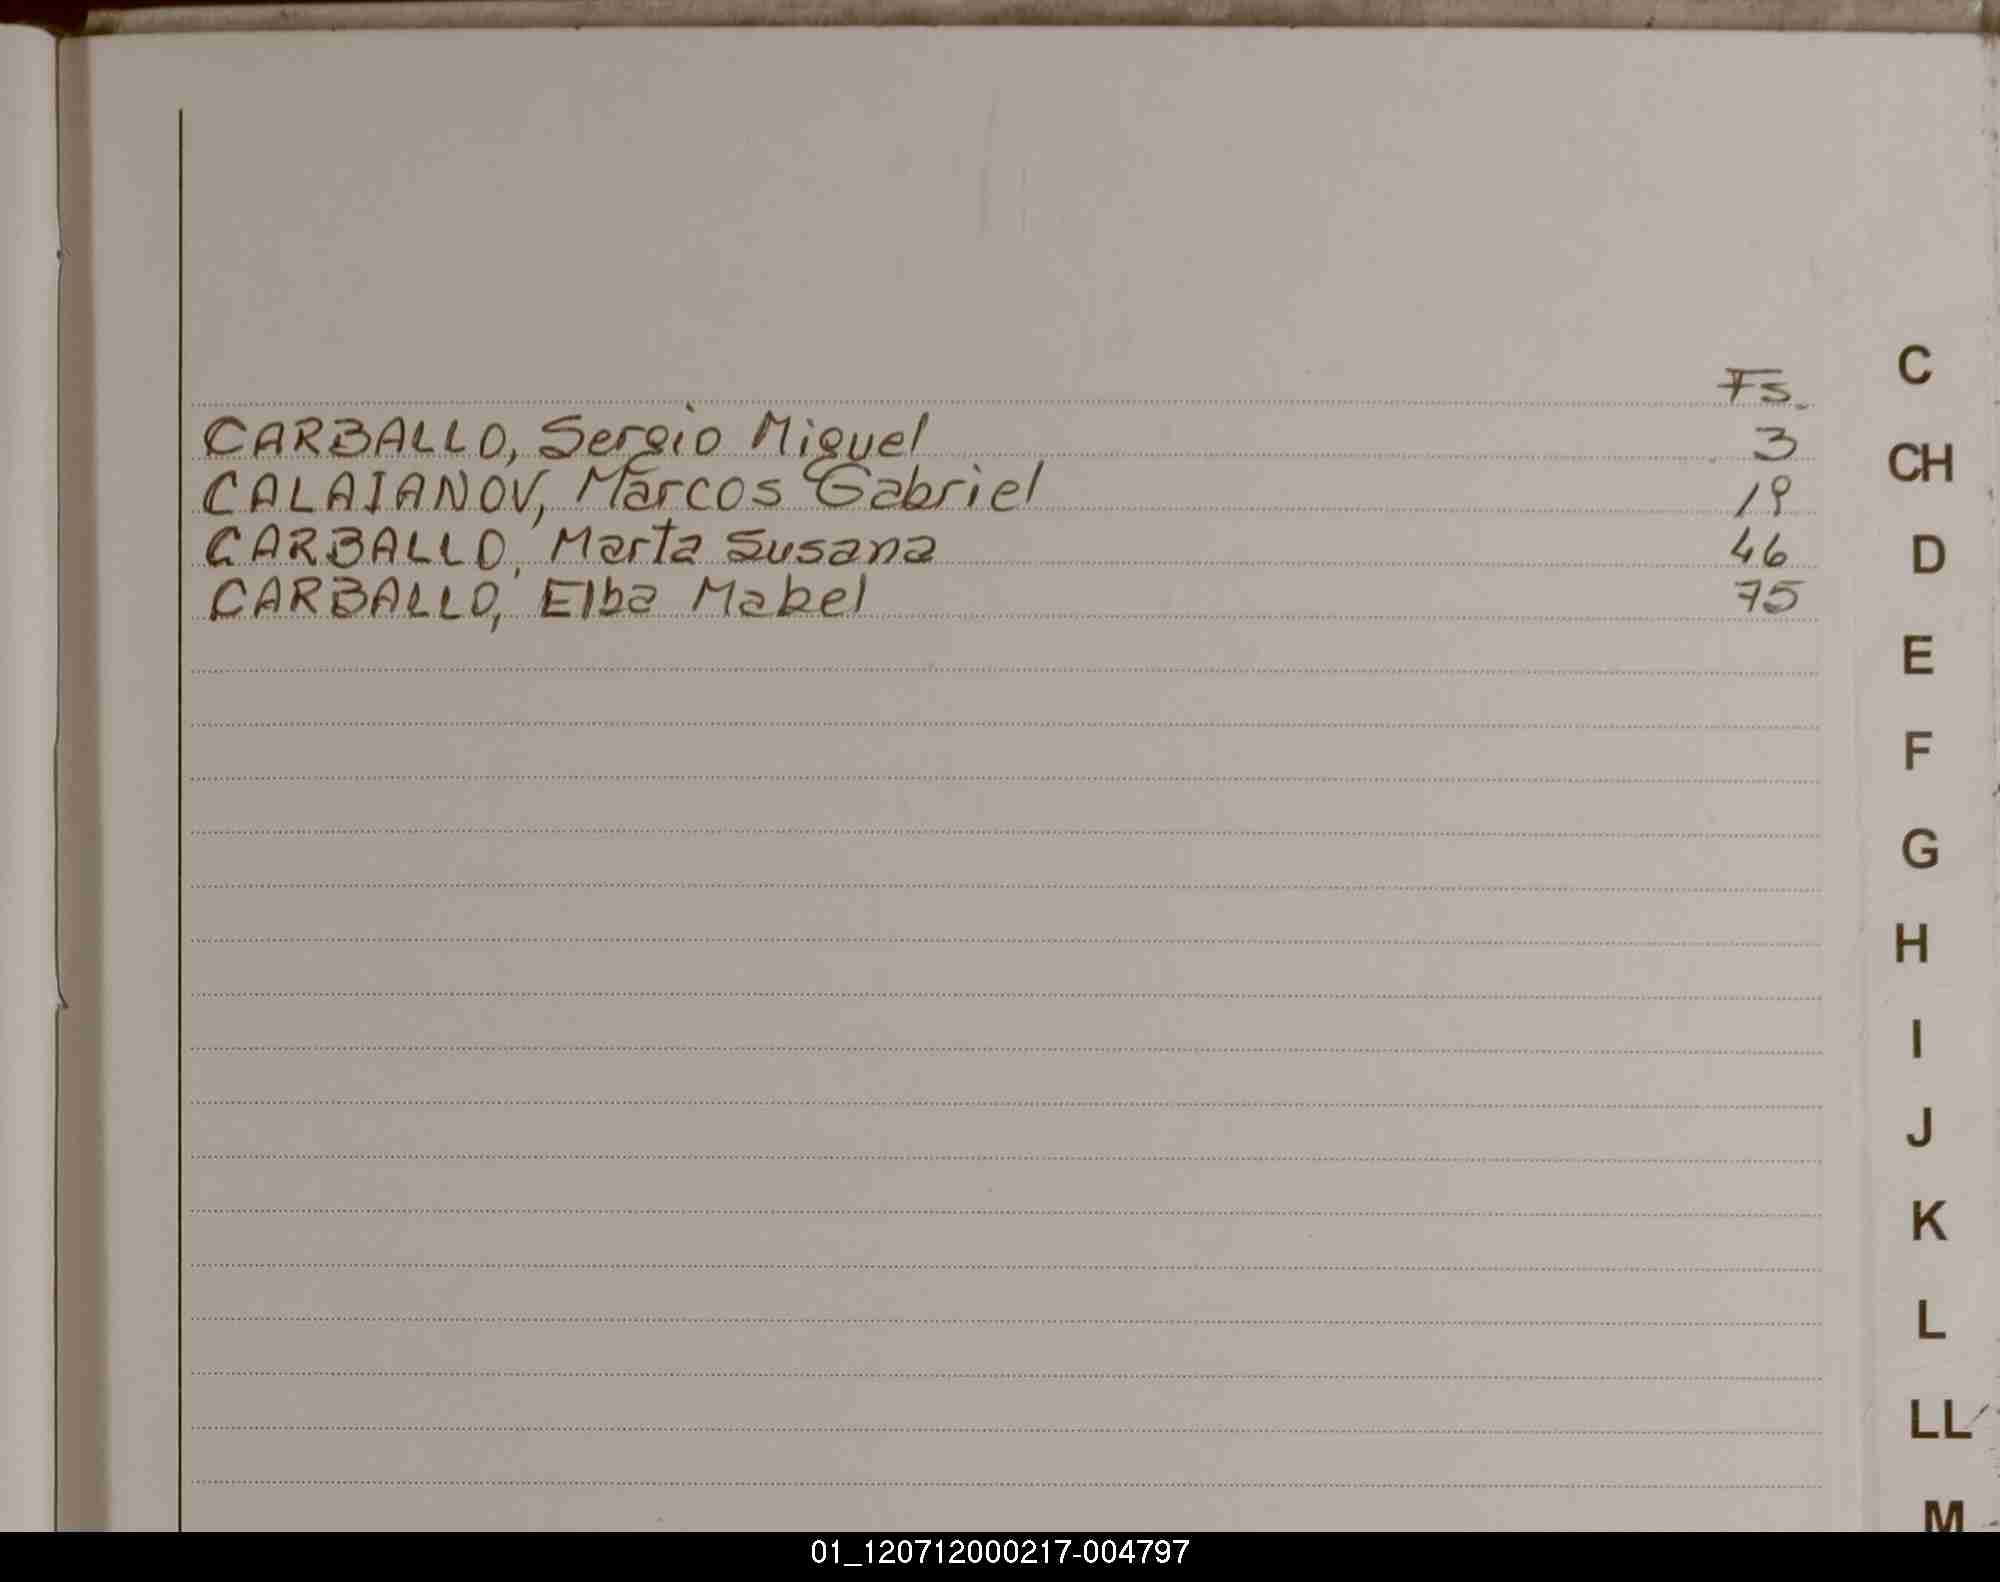 Fs.
CARBALLO, Sergio Miguel 3
CALAIANOV, Marcos Gabriel 19
CARBALLO, Marta Susana 46
CARBALLO, Elba Mabel 75
C
CH
D
E
F
G
H
I
J
K
L
LL
M
01_120712000217-004797